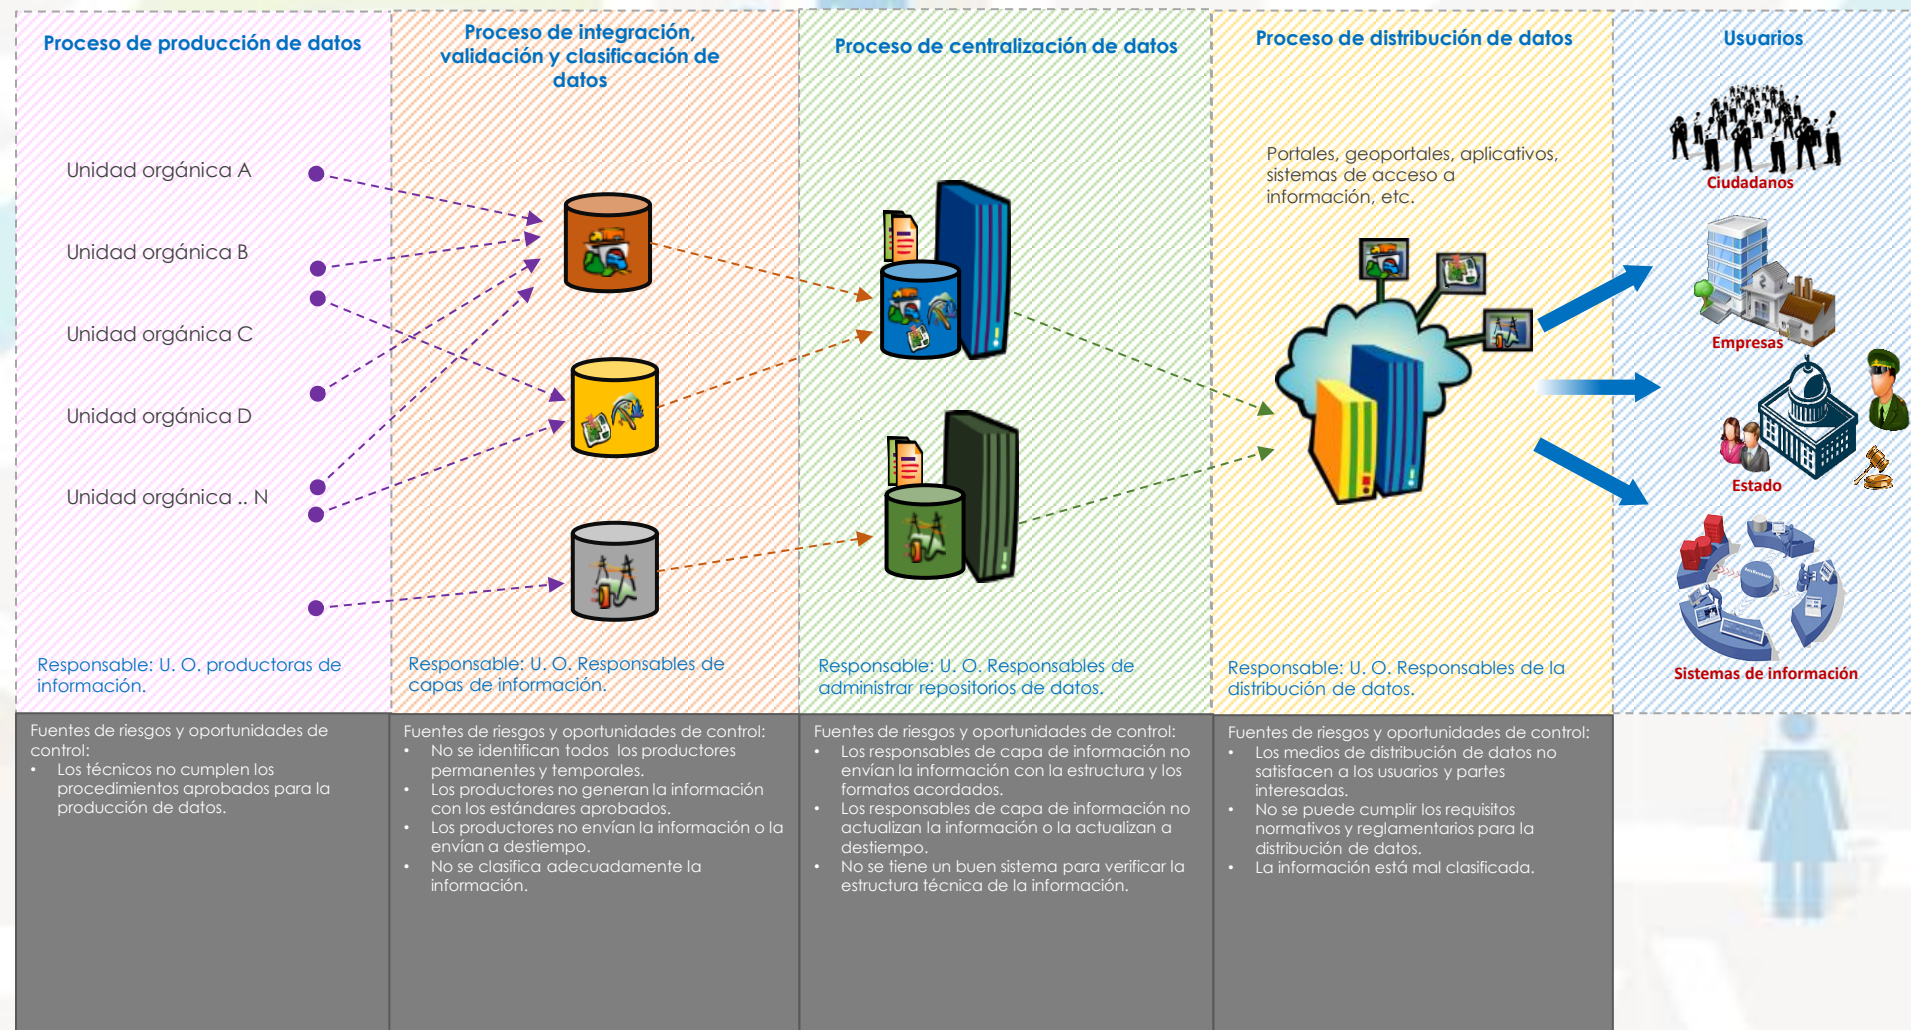 Proceso de producción de datos
Unidad orgánica A
Unidad orgánica B
Unidad orgánica C
Unidad orgánica D
Unidad orgánica .. N
Responsable: U. O. productoras de
información.
Fuentes de riesgos y oportunidades de
control:
• Los técnicos no cumplen los
procedimientos aprobados para la
producción de datos.
Proceso de integración,
validación y clasificación de
datos
Responsable: U. O. Responsables de
capas de información.
Fuentes de riesgos y oportunidades de control:
• No se identifican todos los productores
permanentes y temporales.
• Los productores no generan la información
con los estándares aprobados.
• Los productores no envían la información o la
envían a destiempo.
• No se clasifica adecuadamente la
información.
Proceso de centralización de datos
Responsable: U. O. Responsables de
administrar repositorios de datos.
Fuentes de riesgos y oportunidades de control:
• Los responsables de capa de información no
envían la información con la estructura y los
formatos acordados.
• Los responsables de capa de información no
actualizan la información o la actualizan a
destiempo.
• No se tiene un buen sistema para verificar la
estructura técnica de la información.
Proceso de distribución de datos
Portales, geoportales, aplicativos,
sistemas de acceso a
información, etc.
Responsable: U. O. Responsables de la
distribución de datos.
Fuentes de riesgos y oportunidades de control:
• Los medios de distribución de datos no
satisfacen a los usuarios y partes
interesadas.
• No se puede cumplir los requisitos
normativos y reglamentarios para la
distribución de datos.
• La información está mal clasificada.
Usuarios
Ciudadanos
Empresas
Estado
Sistemas de información